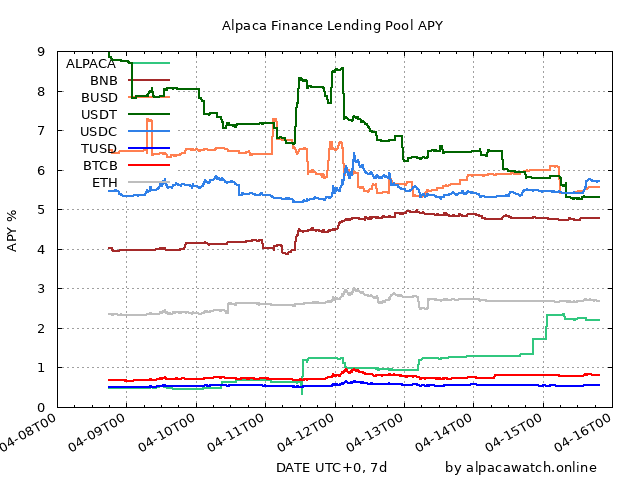 Alpaca Finance Lending Pool APY
9
8
7
6
5
4
3
2
1
0
APY %
ALPACA
BNB
BUSD
USDT
USDC
TUSD
BTCB
ETH
04-08T00
04-09T00
04-10T00
04-11T00
04-12T00
04-13T00
04-14T00
04-15T00
04-16T00
DATE UTC+0, 7d
by alpacawatch.online